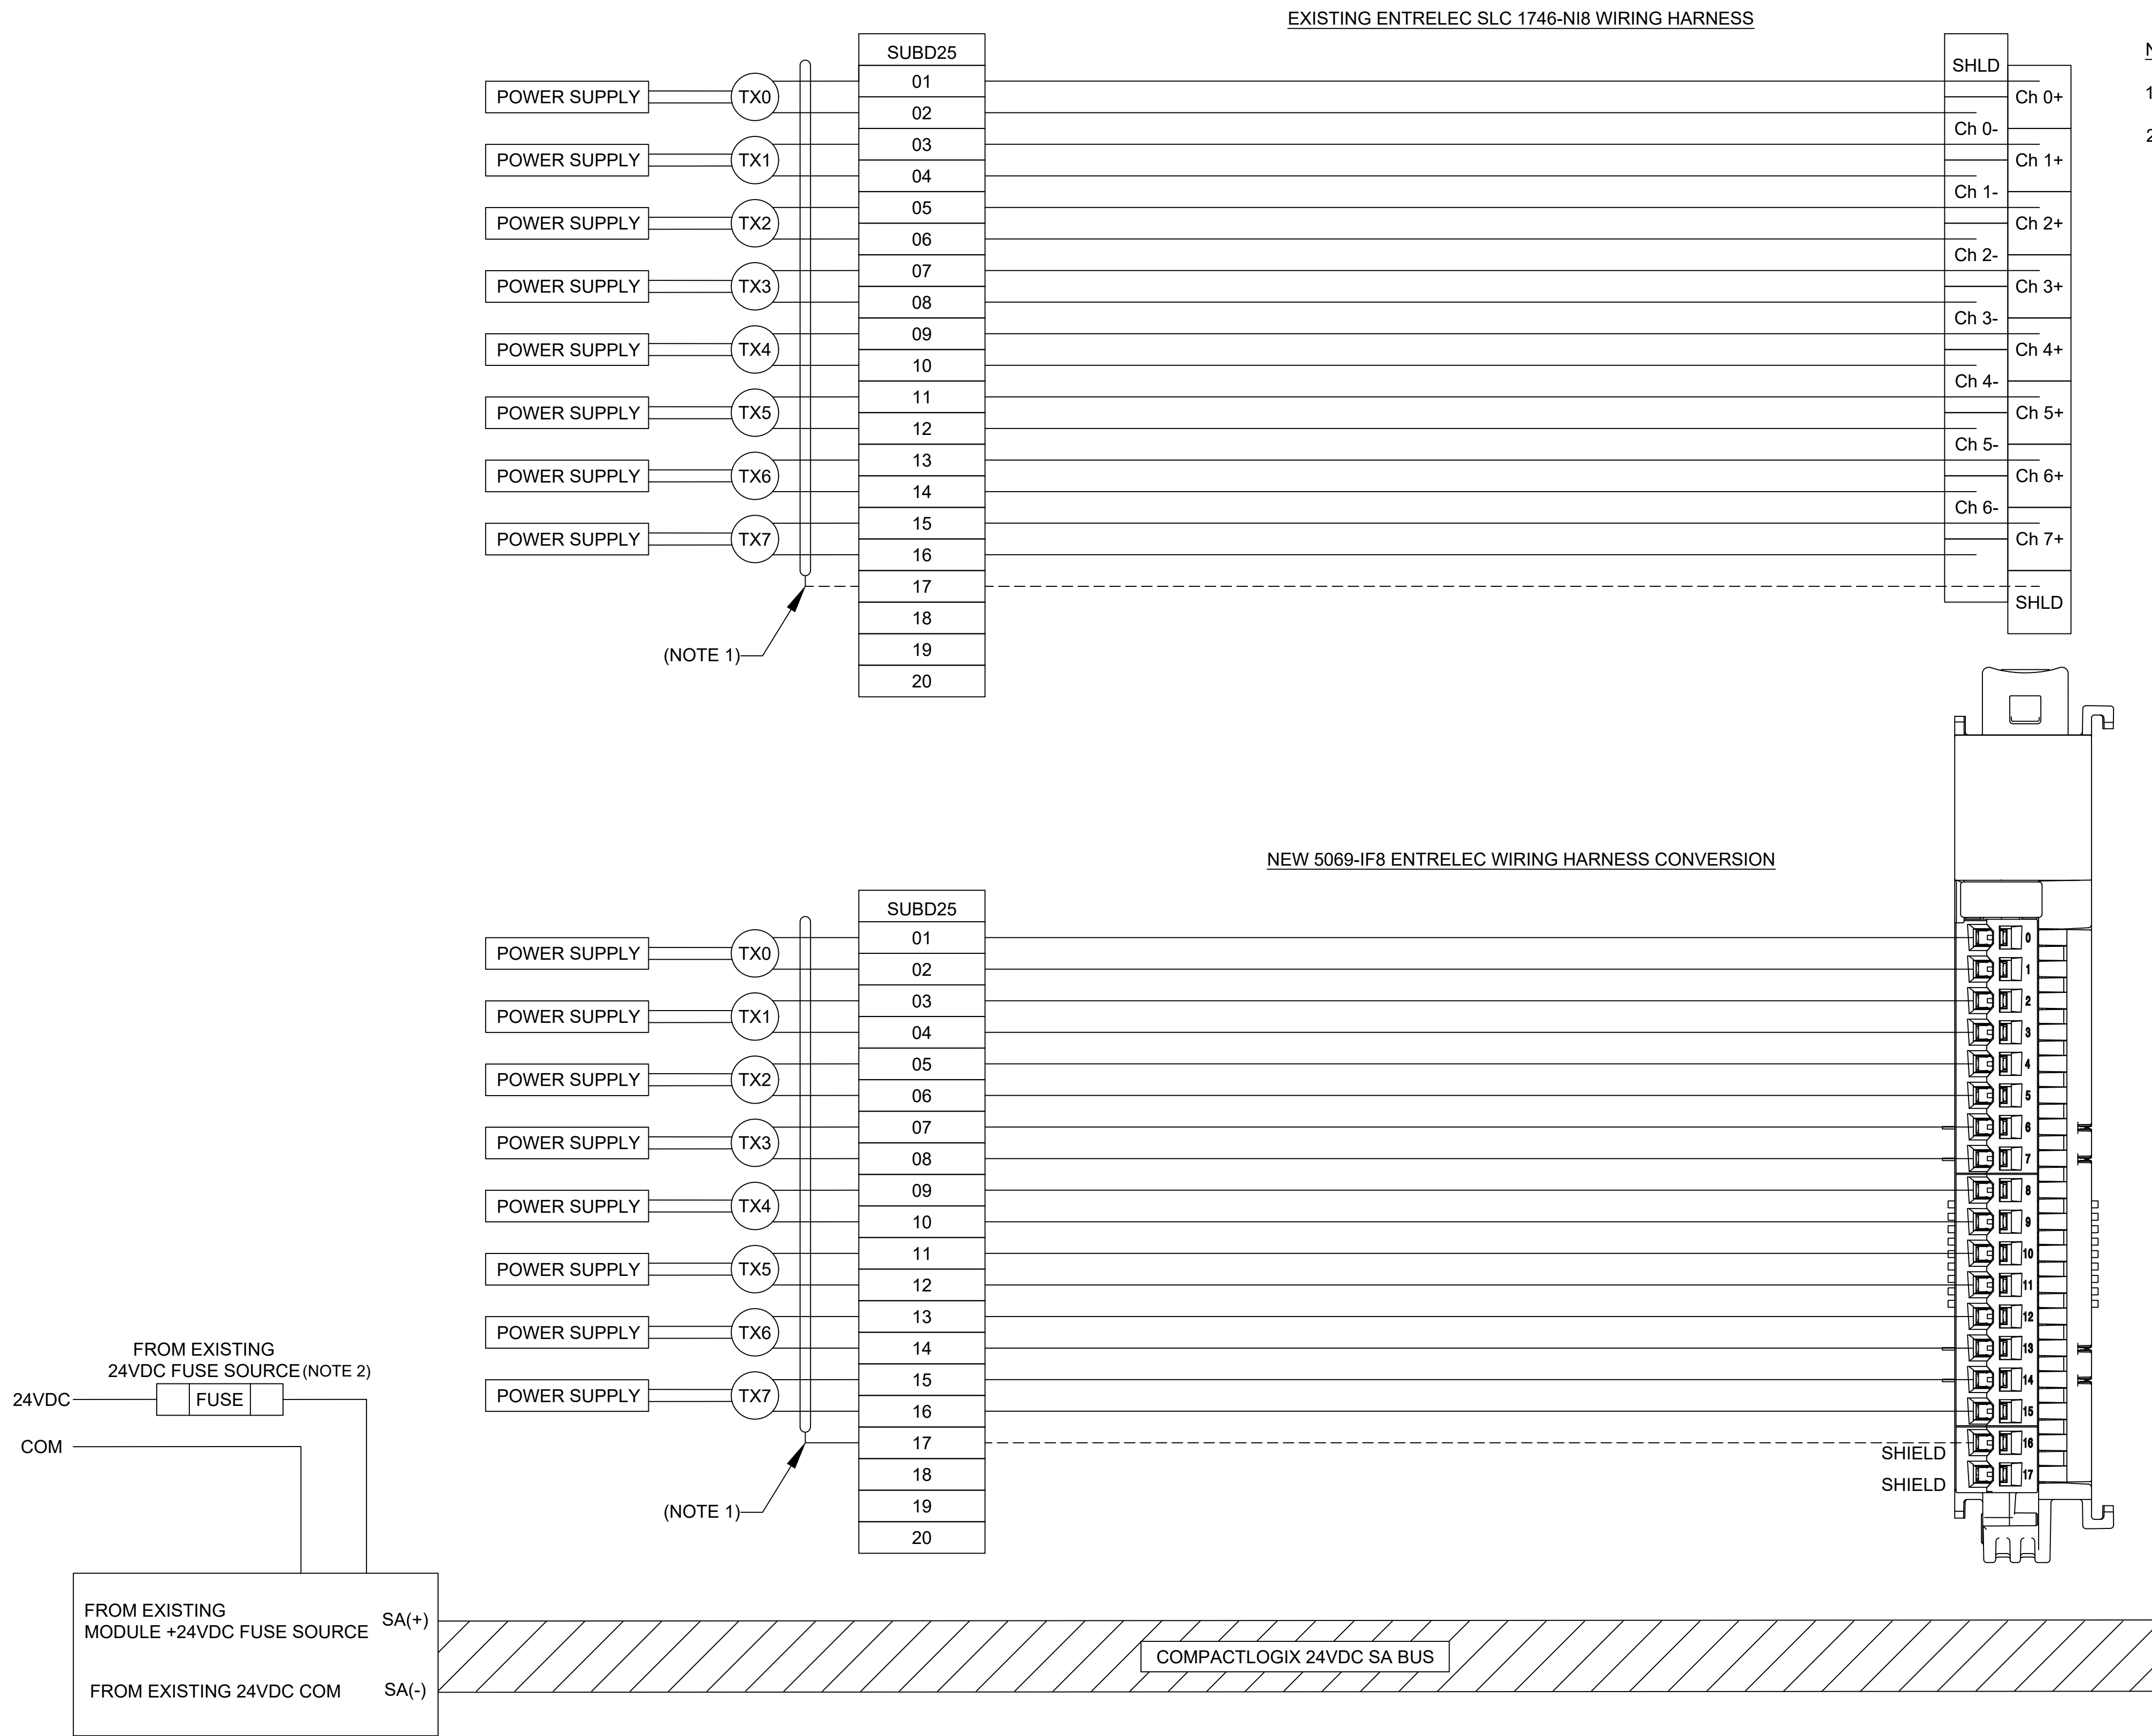 EXISTING ENTRELEC SLC 1746-NI8 WIRING HARNESS
N
1
2
SUBD25
01
02
03
04
05
06
07
08
09
10
11
12
13
14
15
16
17
18
19
20
POWER SUPPLY TX0
POWER SUPPLY TX1
POWER SUPPLY TX2
POWER SUPPLY TX3
POWER SUPPLY TX4
POWER SUPPLY TX5
POWER SUPPLY TX6
POWER SUPPLY TX7
(NOTE 1)
SHLD
Ch 0+
Ch 0-
Ch 1+
Ch 1-
Ch 2+
Ch 2-
Ch 3+
Ch 3-
Ch 4+
Ch 4-
Ch 5+
Ch 5-
Ch 6+
Ch 6-
Ch 7+
SHLD
NEW 5069-IF8 ENTRELEC WIRING HARNESS CONVERSION
SUBD25
01
02
03
04
05
06
07
08
09
10
11
12
13
14
15
16
17
18
19
20
POWER SUPPLY TX0
POWER SUPPLY TX1
POWER SUPPLY TX2
POWER SUPPLY TX3
POWER SUPPLY TX4
POWER SUPPLY TX5
POWER SUPPLY TX6
POWER SUPPLY TX7
(NOTE 1)
0
1
2
3
4
5
6
7
8
9
10
11
12
13
14
15
16
17
SHIELD
SHIELD
FROM EXISTING
24VDC FUSE SOURCE (NOTE 2)
24VDC
FUSE
COM
FROM EXISTING
MODULE +24VDC FUSE SOURCE
SA(+)
FROM EXISTING 24VDC COM
SA(-)
COMPACTLOGIX 24VDC SA BUS